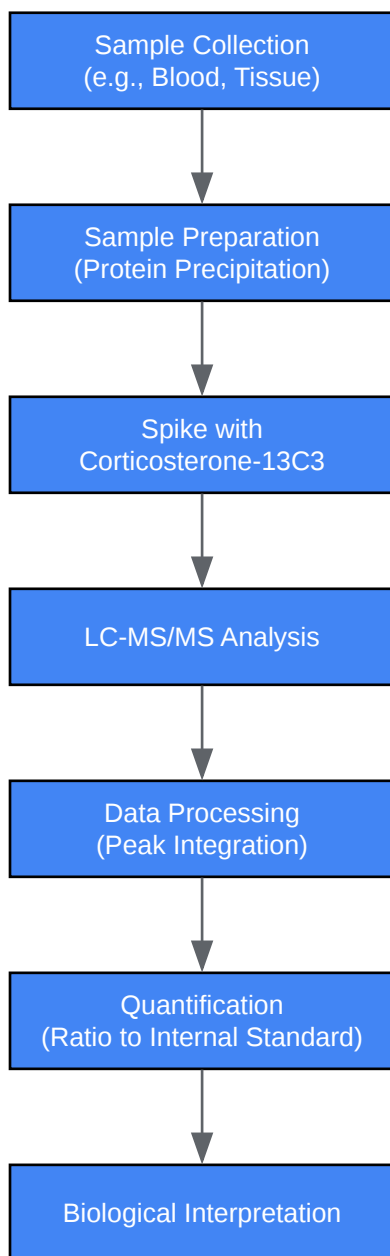 Sample Collection
(e.g., Blood, Tissue)
Sample Preparation
(Protein Precipitation)
Spike with
Corticosterone-13C3
LC-MS/MS Analysis
Data Processing
(Peak Integration)
Quantification
(Ratio to Internal Standard)
Biological Interpretation